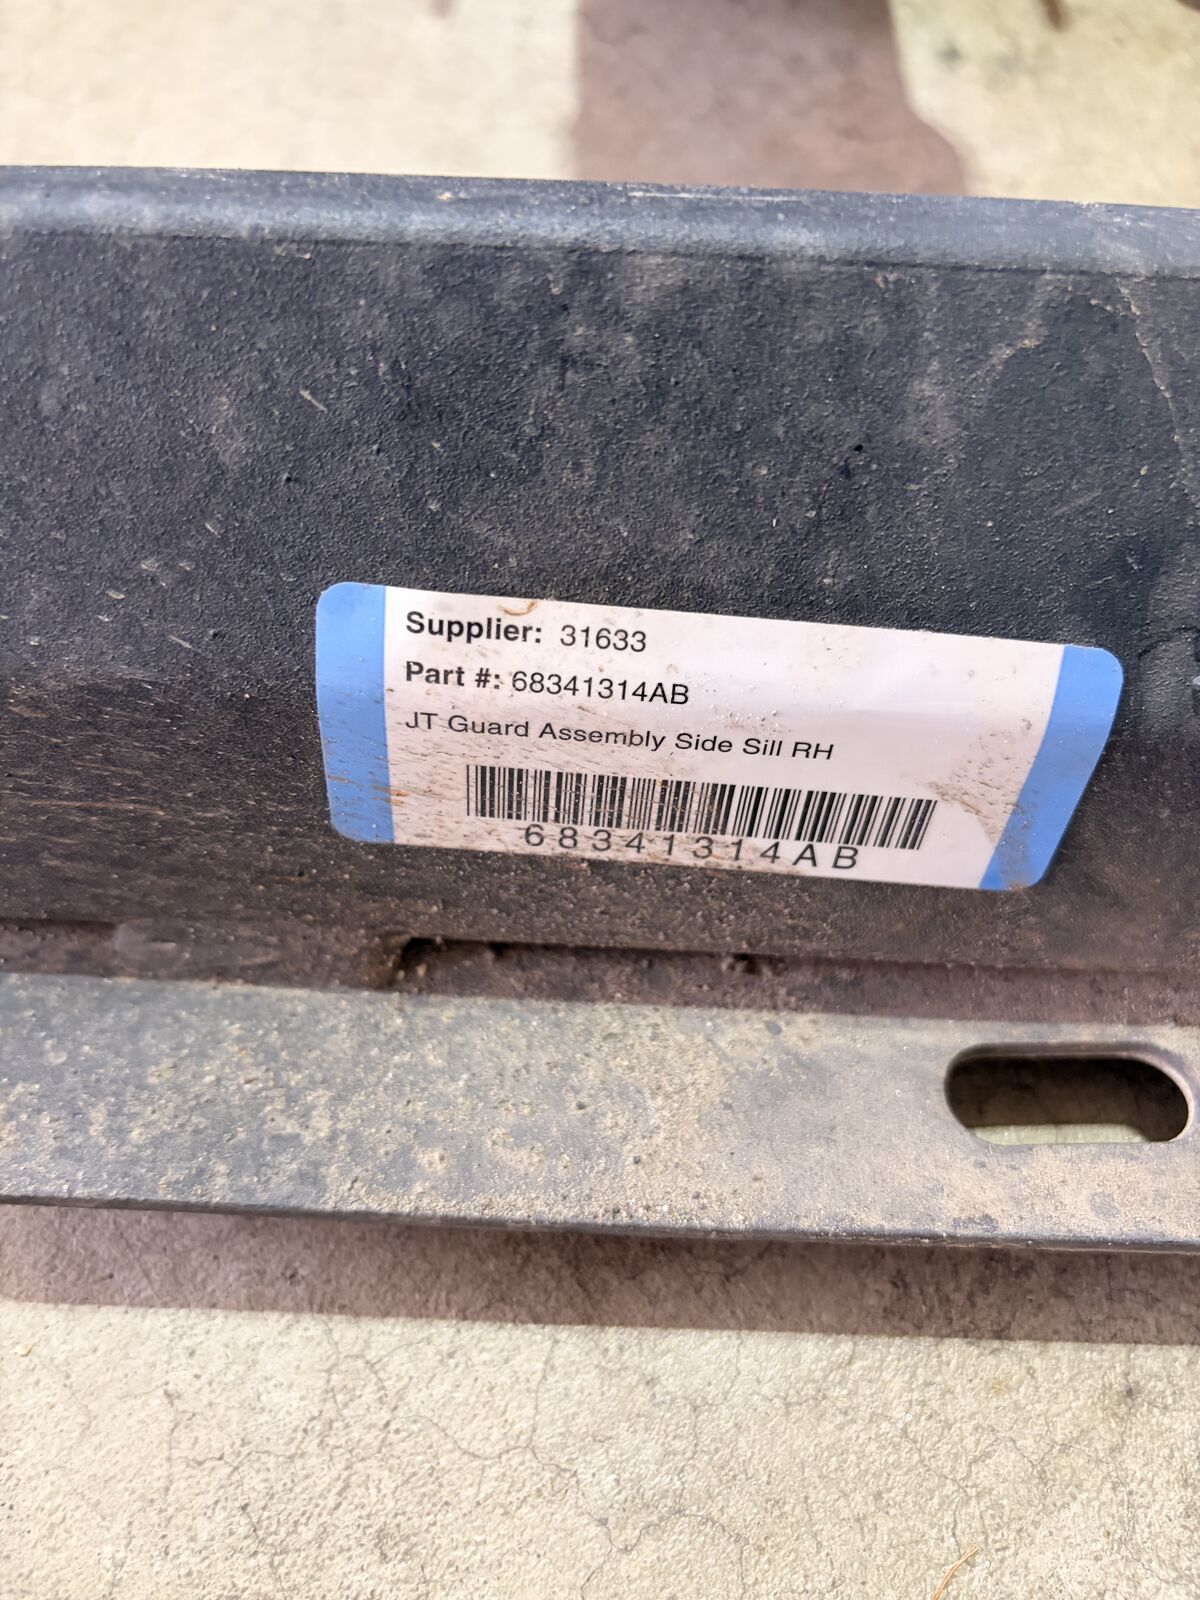 Supplier: 31633
Part #: 68341314AB
JT Guard Assembly Side Sill RH
68341314AB